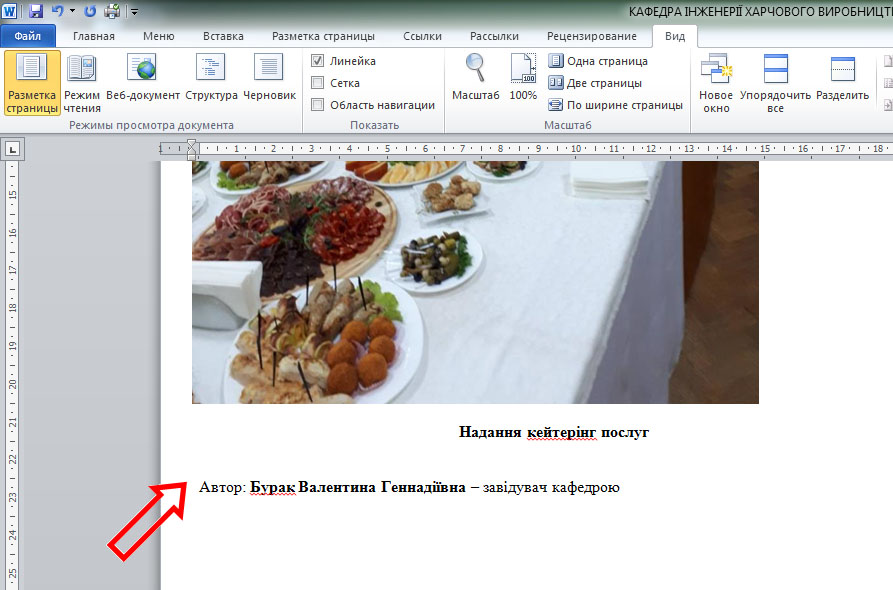 КАФЕДРА ІНЖЕНЕРІЇ ХАРЧОВОГО ВИРОБНИЦТ
Файл Главная Меню Вставка Разметка страницы Ссылки Рассылки Рецензирование Вид
Разметка страницы
Режим чтения
Веб-документ
Структура
Черновик
Режимы просмотра документа
Линейка
Сетка
Область навигации
Показать
Масштаб
100%
Одна страница
Две страницы
По ширине страницы
Масштаб
Новое окно
Упорядочить все
Разделить
1 1 2 3 4 5 6 7 8 9 10 11 12 13 14 15 16 17 18
15
16
17
18
19
20
21
22
23
24
25
Надання кейтерінг послуг
Автор: Бурак Валентина Геннадіївна – завідувач кафедрою